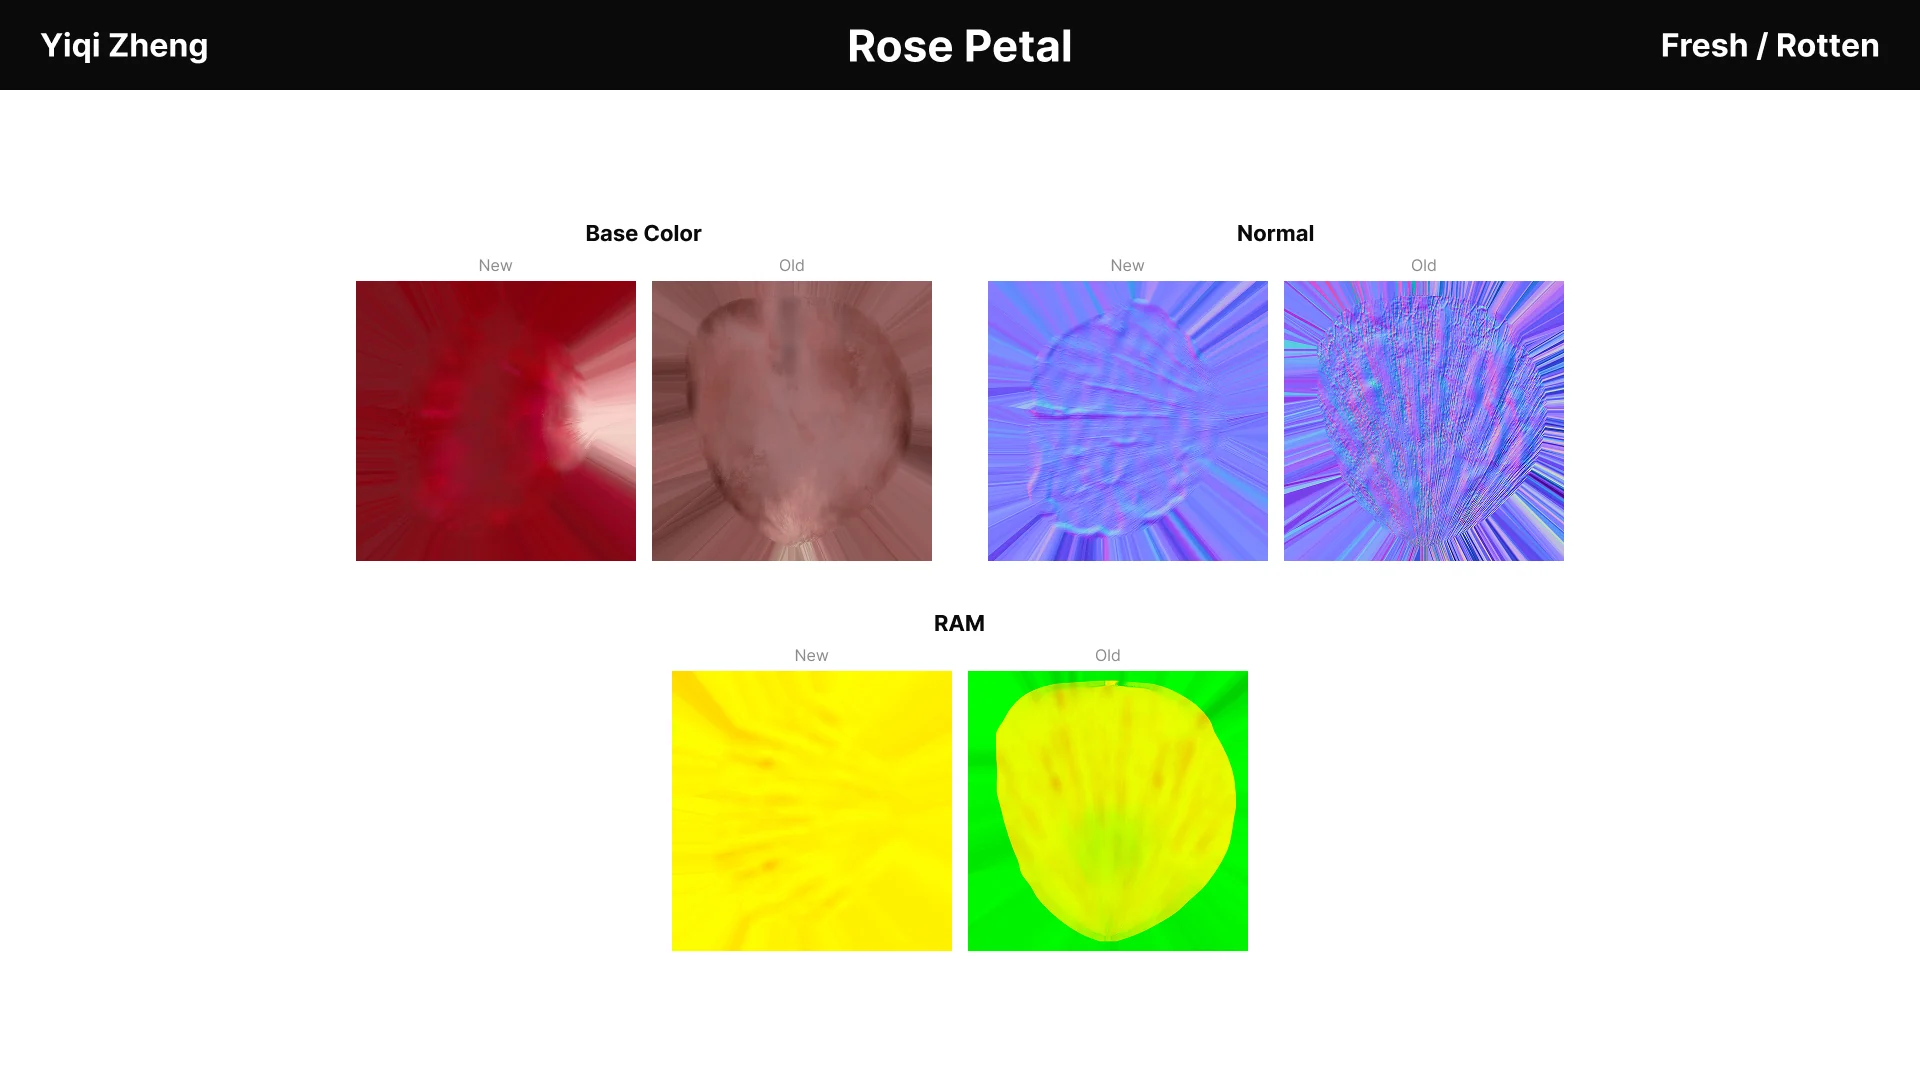 Yiqi Zheng
Rose Petal
Fresh / Rotten
Base Color
New
Old
Normal
New
Old
RAM
New
Old